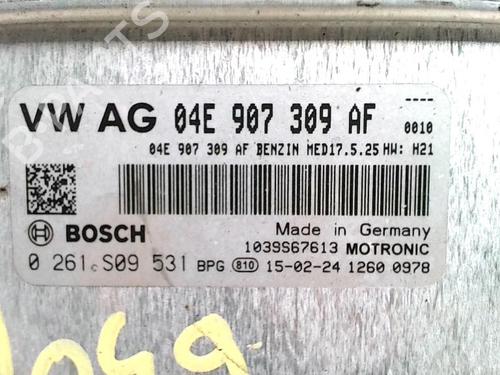 VW AG 04E 907 309 AF 0010
04E 907 309 AF BENZIN MED17.5.25 HW: H21
BOSCH
Made in Germany
1039S67613 MOTRONIC
0 261 S09 531 BPG 810 15-02-24 1260 0978